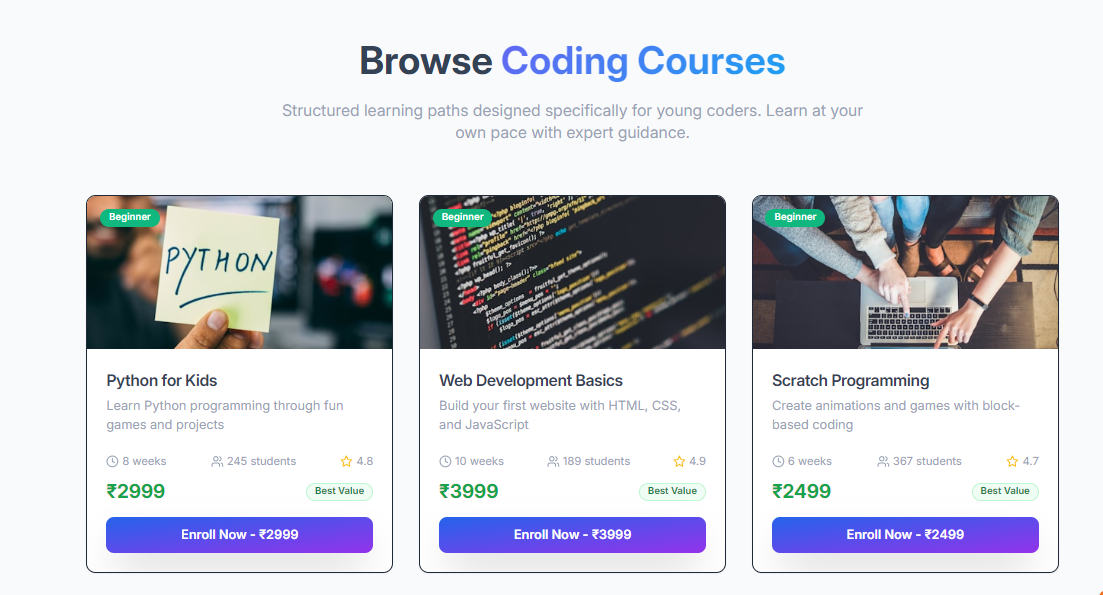 Browse Coding Courses
Structured learning paths designed specifically for young coders. Learn at your
own pace with expert guidance.
Beginner
PYTHON
Python for Kids
Learn Python programming through fun
games and projects
8 weeks
245 students
4.8
₹2999
Best Value
Enroll Now - ₹2999
Beginner
Web Development Basics
Build your first website with HTML, CSS,
and JavaScript
10 weeks
189 students
4.9
₹3999
Best Value
Enroll Now - ₹3999
Beginner
Scratch Programming
Create animations and games with block-
based coding
6 weeks
367 students
4.7
₹2499
Best Value
Enroll Now - ₹2499